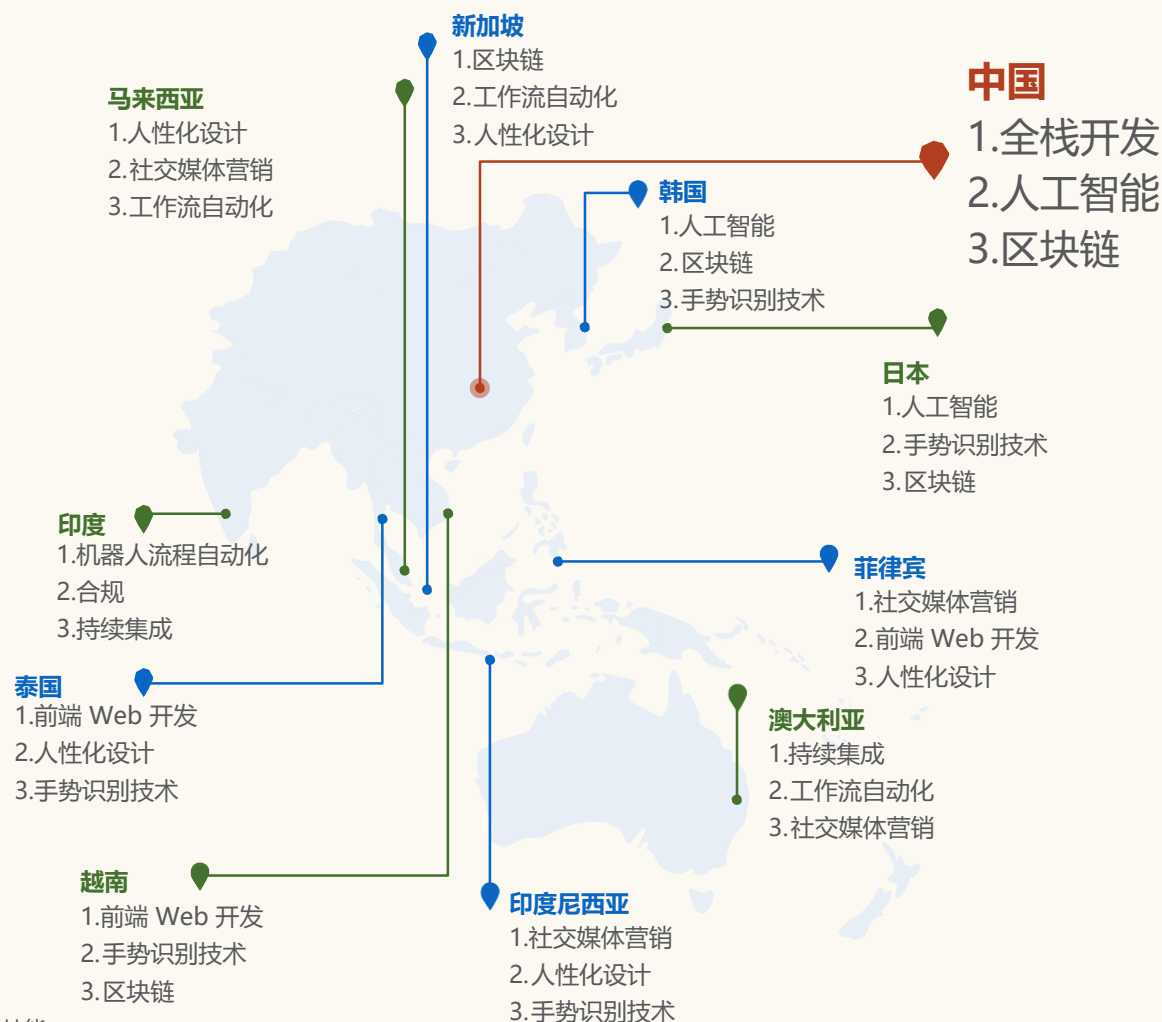 新加坡
1.区块链
2.工作流自动化
3.人性化设计
马来西亚
1.人性化设计
2.社交媒体营销
3.工作流自动化
中国
1.全栈开发
2.人工智能
3.区块链
韩国
1.人工智能
2.区块链
3.手势识别技术
日本
1.人工智能
2.手势识别技术
3.区块链
印度
1.机器人流程自动化
2.合规
3.持续集成
菲律宾
1.社交媒体营销
2.前端 Web 开发
3.人性化设计
泰国
1.前端 Web 开发
2.人性化设计
3.手势识别技术
澳大利亚
1.持续集成
2.工作流自动化
3.社交媒体营销
越南
1.前端 Web 开发
2.手势识别技术
3.区块链
印度尼西亚
1.社交媒体营销
2.人性化设计
3.手势识别技术